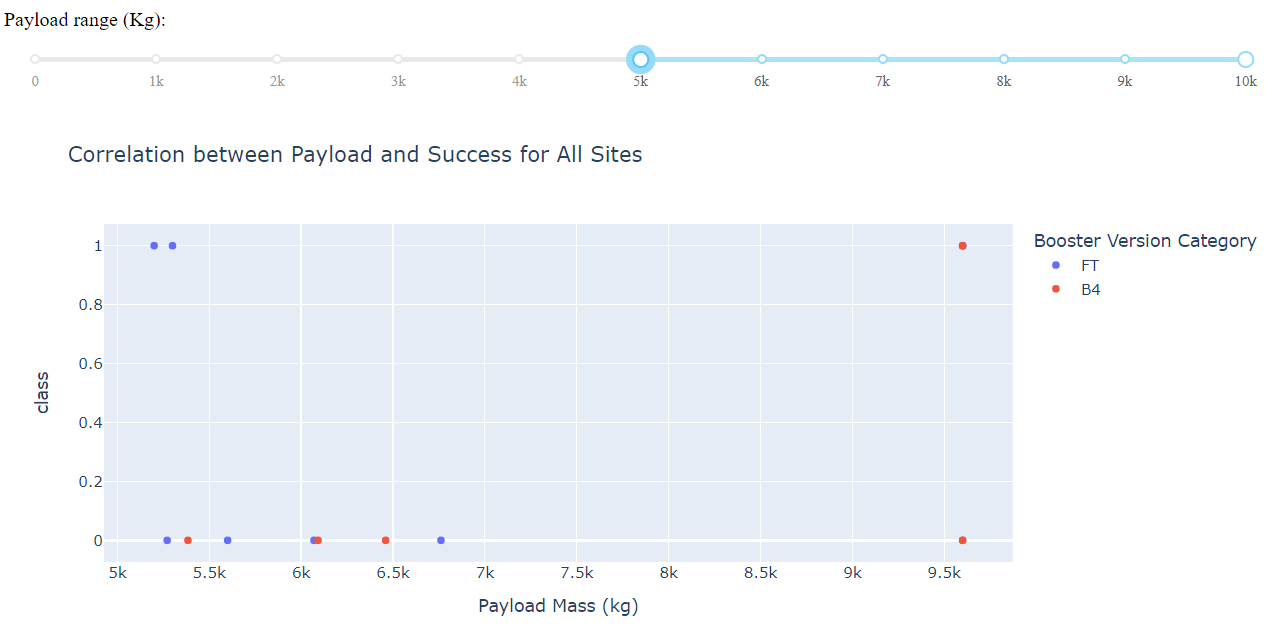 Payload range (Kg):
0 1k 2k 3k 4k 5k 6k 7k 8k 9k 10k
Correlation between Payload and Success for All Sites
Booster Version Category
FT
B4
1
0.8
0.6
0.4
0.2
0
class
5k 5.5k 6k 6.5k 7k 7.5k 8k 8.5k 9k 9.5k
Payload Mass (kg)